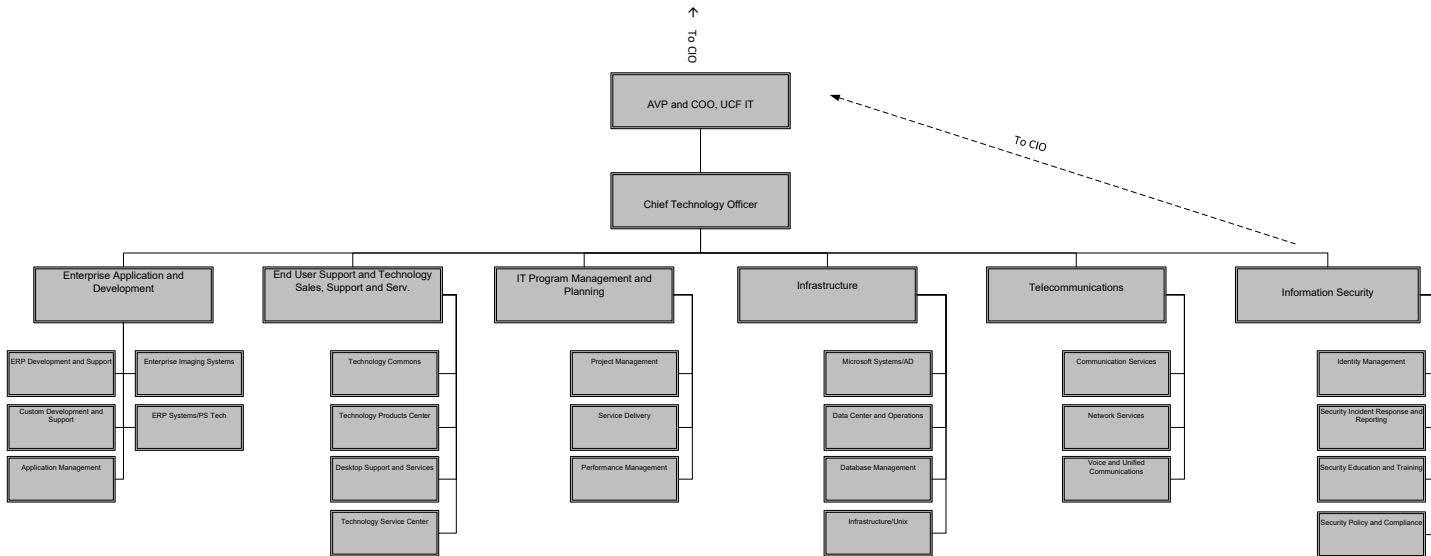 ← To CIO
AVP and COO, UCF IT
To CIO
Chief Technology Officer
Enterprise Application and
Development
End User Support and Technology
Sales, Support and Serv.
IT Program Management and
Planning
Infrastructure
Telecommunications
Information Security
ERP Development and Support
Enterprise Imaging Systems
Custom Development and
Support
ERP Systems/PS Tech
Application Management
Technology Commons
Technology Products Center
Desktop Support and Services
Technology Service Center
Project Management
Service Delivery
Performance Management
Microsoft Systems/AD
Data Center and Operations
Database Management
Infrastructure/Unix
Communication Services
Network Services
Voice and Unified
Communications
Identity Management
Security Incident Response and
Reporting
Security Education and Training
Security Policy and Compliance